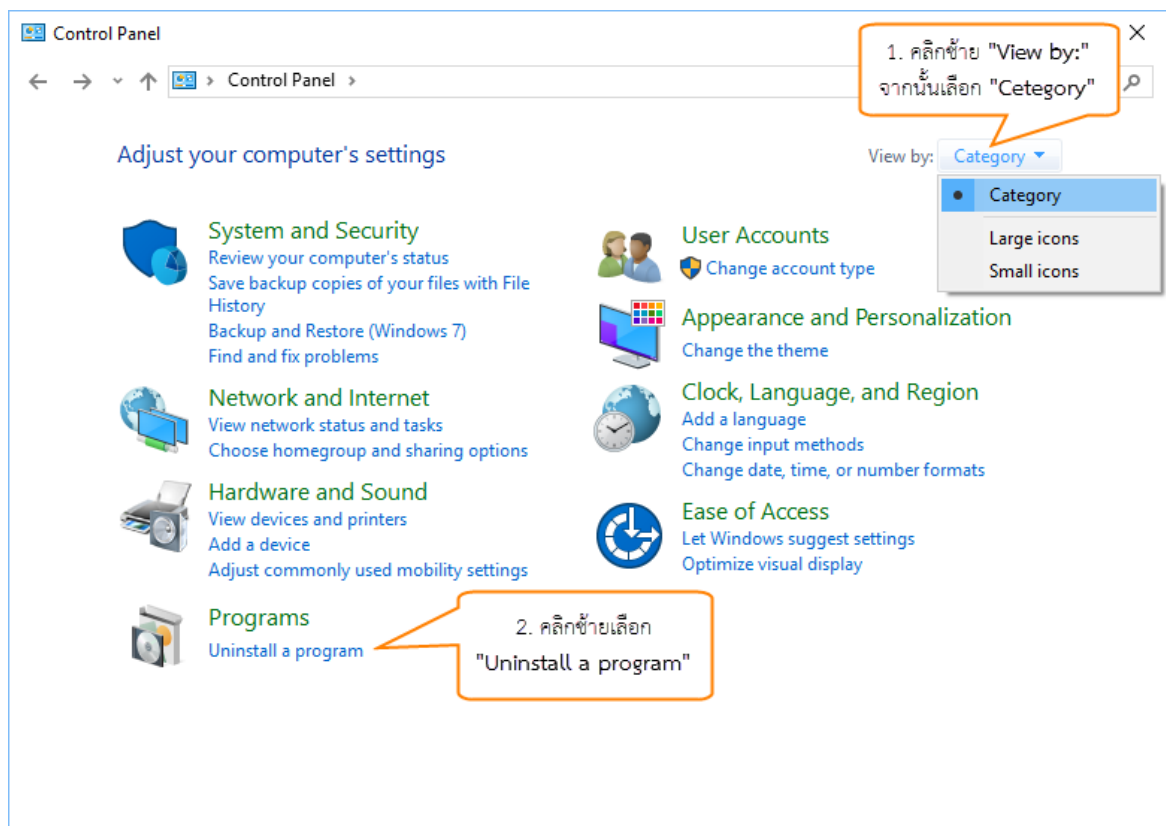 Control Panel
1. คลิกซ้าย "View by:"
จากนั้นเลือก "Cetegory"
Control Panel
Adjust your computer's settings
View by: Category
Category
Large icons
Small icons
System and Security
Review your computer's status
Save backup copies of your files with File
History
Backup and Restore (Windows 7)
Find and fix problems
Network and Internet
View network status and tasks
Choose homegroup and sharing options
Hardware and Sound
View devices and printers
Add a device
Adjust commonly used mobility settings
Programs
Uninstall a program
2. คลิกซ้ายเลือก
"Uninstall a program"
User Accounts
Change account type
Appearance and Personalization
Change the theme
Clock, Language, and Region
Add a language
Change input methods
Change date, time, or number formats
Ease of Access
Let Windows suggest settings
Optimize visual display